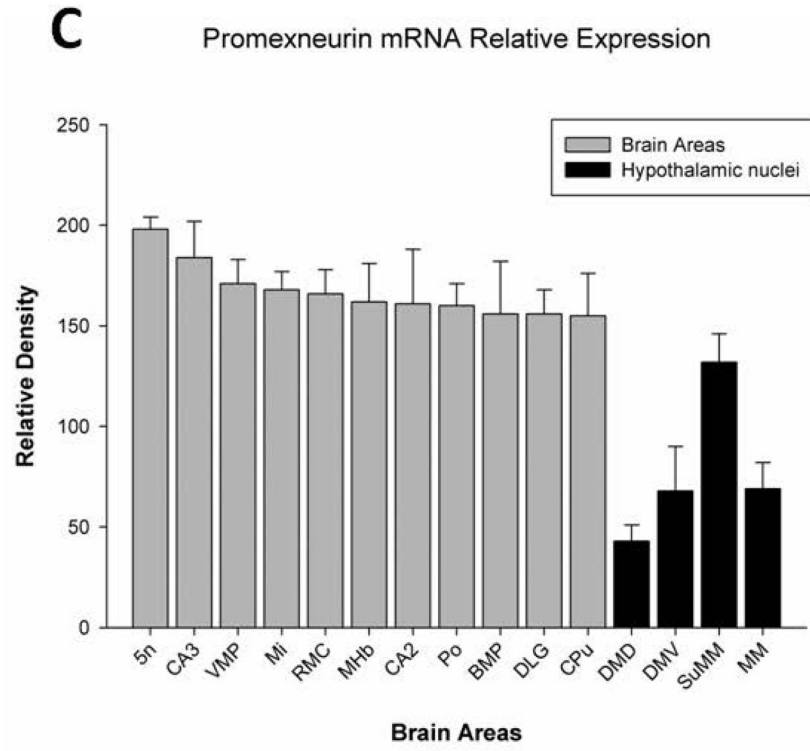 C
Promexneurin mRNA Relative Expression
250
200
150
100
50
0
Relative Density
Brain Areas
Hypothalamic nuclei
5n
CA3
VMP
Mi
RMC
MHb
CA2
Po
BMP
DLG
CPu
DMD
DMV
SuMM
MM
Brain Areas